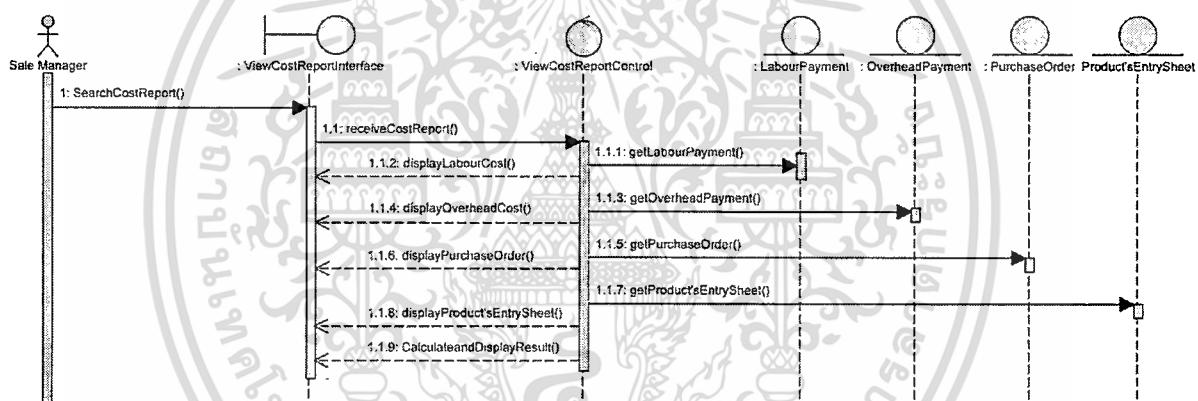 Sale Manager
: ViewCostReportInterface
: ViewCostReportControl
: LabourPayment
: OverheadPayment
: PurchaseOrder
Product'sEntrySheet
1: SearchCostReport()
1.1: receiveCostReport()
1.1.1: getLabourPayment()
1.1.2: displayLabourCost()
1.1.3: getOverheadPayment()
1.1.4: displayOverheadCost()
1.1.5: getPurchaseOrder()
1.1.6. displayPurchaseOrder()
1.1.7: getProduct'sEntrySheet()
1.1.8: displayProduct'sEntrySheet()
1.1.9: CalculateandDisplayResult()